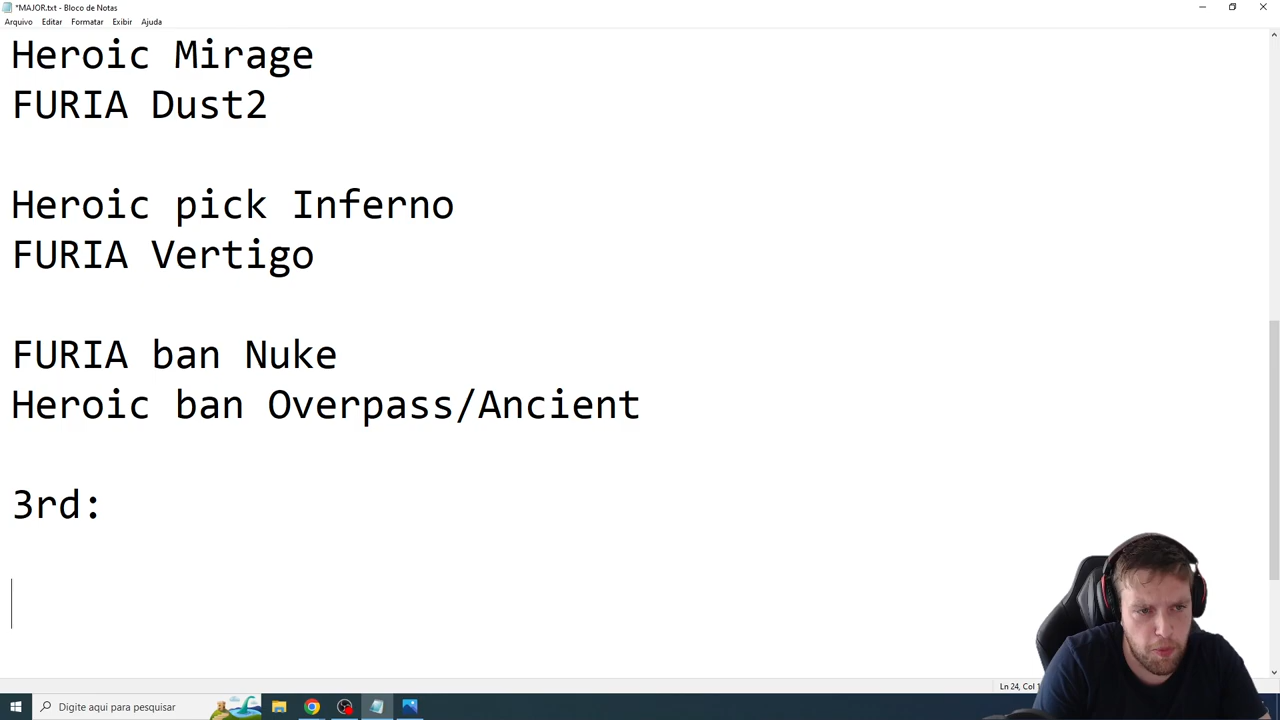 *MAJOR.txt - Bloco de Notas
Arquivo Editar Formatar Exibir Ajuda
Heroic Mirage
FURIA Dust2
Heroic pick Inferno
FURIA Vertigo
FURIA ban Nuke
Heroic ban Overpass/Ancient
3rd:
Ln 24, Col
Digite aqui para pesquisar